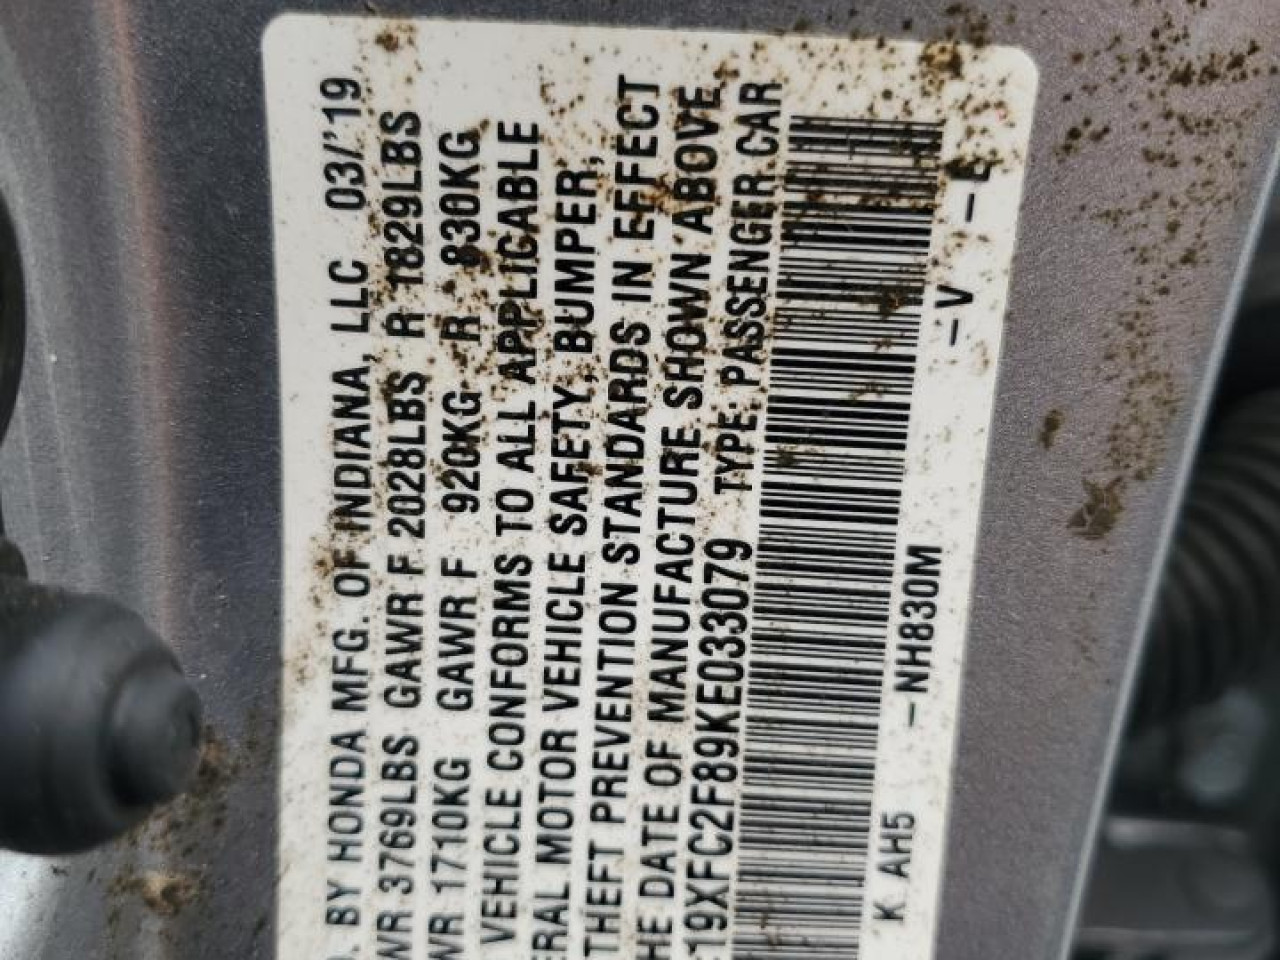 BY HONDA MFG. OF INDIANA, LLC 03/'19
WR 3769LBS GAWR F 2028LBS R 1829LBS
WR 1710KG GAWR F 920KG R 830KG
VEHICLE CONFORMS TO ALL APPLICABLE
ERAL MOTOR VEHICLE SAFETY, BUMPER,
THEFT PREVENTION STANDARDS IN EFFECT
HE DATE OF MANUFACTURE SHOWN ABOVE
19XFC2F89KE033079 TYPE: PASSENGER CAR
K AH5 -NH830M -V -E